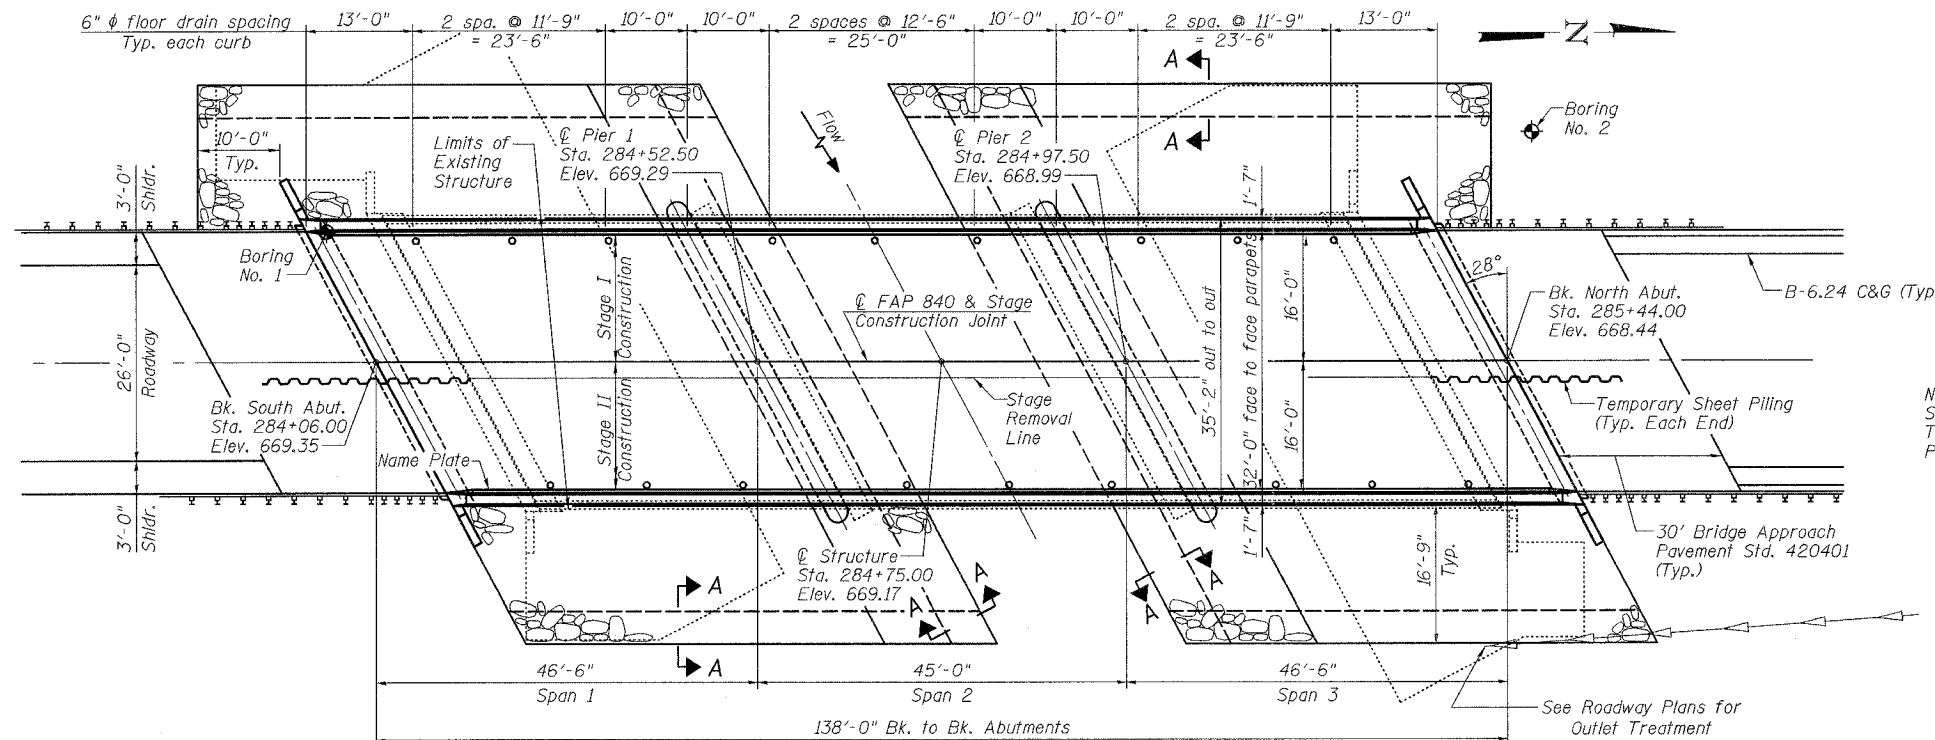 6" ϕ floor drain spacing
Typ. each curb
13'-0"
2 spa. @ 11'-9"
= 23'-6"
10'-0"
10'-0"
2 spaces @ 12'-6"
= 25'-0"
10'-0"
10'-0"
2 spa. @ 11'-9"
= 23'-6"
13'-0"
N
A
A
Boring
No. 2
10'-0"
Typ.
Limits of
Existing
Structure
℄ Pier 1
Sta. 284+52.50
Elev. 669.29
Flow
℄ Pier 2
Sta. 284+97.50
Elev. 668.99
1'-7"
3'-0"
Shldr.
Boring
No. 1
Stage I
Construction
℄ FAP 840 & Stage
Construction Joint
16'-0"
28°
B-6.24 C&G (Typ
Bk. North Abut.
Sta. 285+44.00
Elev. 668.44
26'-0"
Roadway
35'-2" out to out
32'-0" face to face parapets
Bk. South Abut.
Sta. 284+06.00
Elev. 669.35
Stage II
Construction
Stage
Removal
Line
16'-0"
Temporary Sheet Piling
(Typ. Each End)
N
S
T
P
Name Plate
3'-0"
Shldr.
℄ Structure
Sta. 284+75.00
Elev. 669.17
1'-7"
16'-9"
Typ.
30' Bridge Approach
Pavement Std. 420401
(Typ.)
A
A
A
A
A
A
46'-6"
Span 1
45'-0"
Span 2
46'-6"
Span 3
138'-0" Bk. to Bk. Abutments
See Roadway Plans for
Outlet Treatment